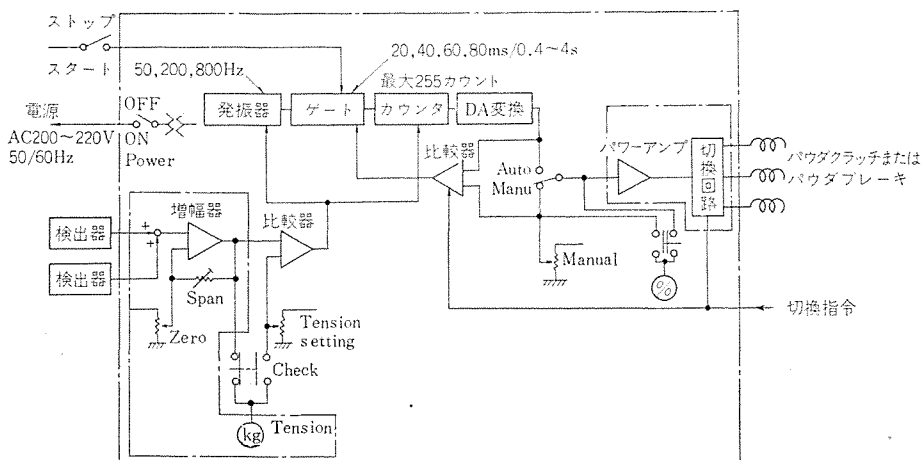 ストップ
スタート
20,40,60,80ms/0.4～4s
50,200,800Hz
最大255カウント
発振器
ゲート
カウンタ
DA変換
電源
AC200～220V
50/60Hz
OFF
ON
Power
比較器
Auto
Manu
パワーアンプ
切換回路
パウダクラッチまたは
パウダブレーキ
検出器
検出器
+
+
増幅器
比較器
Span
Zero
Tension
setting
Check
kg
Tension
Manual
%
切換指令